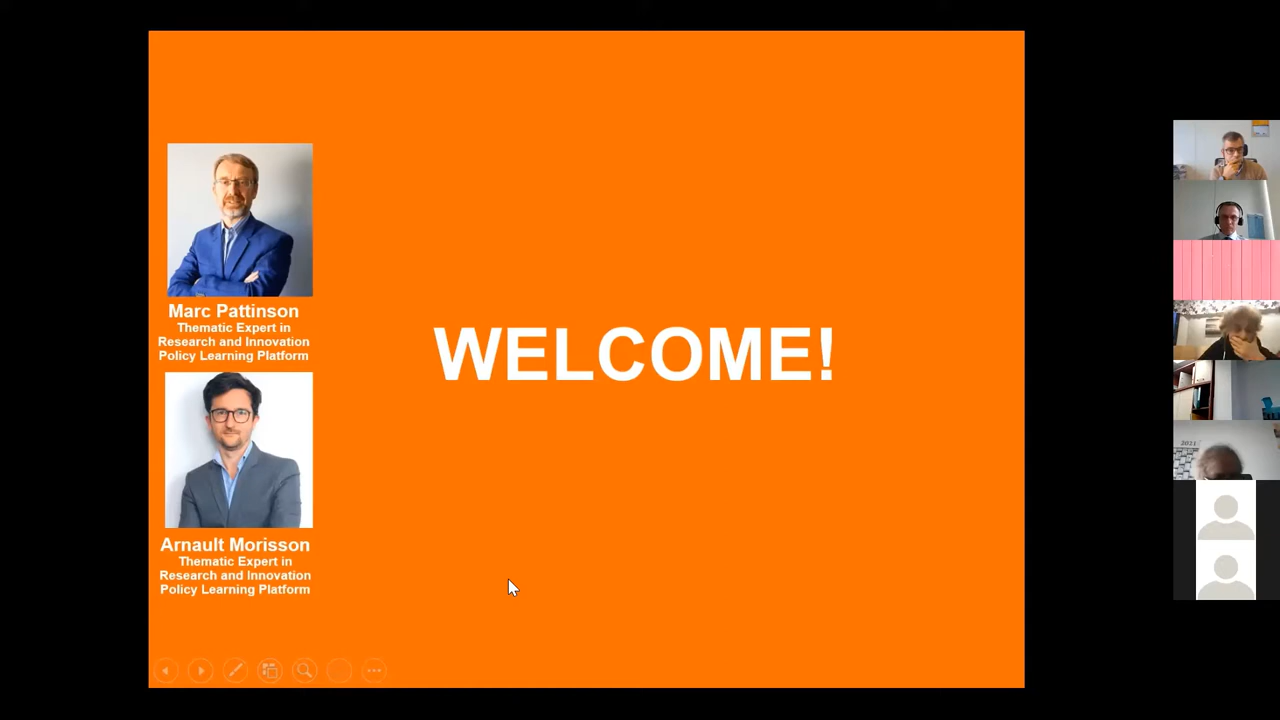 Marc Pattinson
Thematic Expert in
Research and Innovation
Policy Learning Platform
WELCOME!
Arnault Morisson
Thematic Expert in
Research and Innovation
Policy Learning Platform
2021